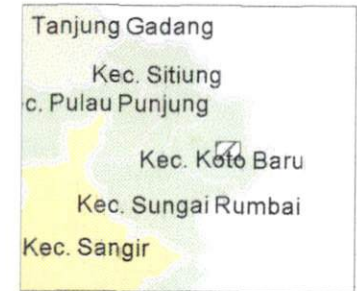 Tanjung Gadang
Kec. Sitiung
c. Pulau Punjung
Kec. Koto Baru
Kec. Sungai Rumbai
Kec. Sangir